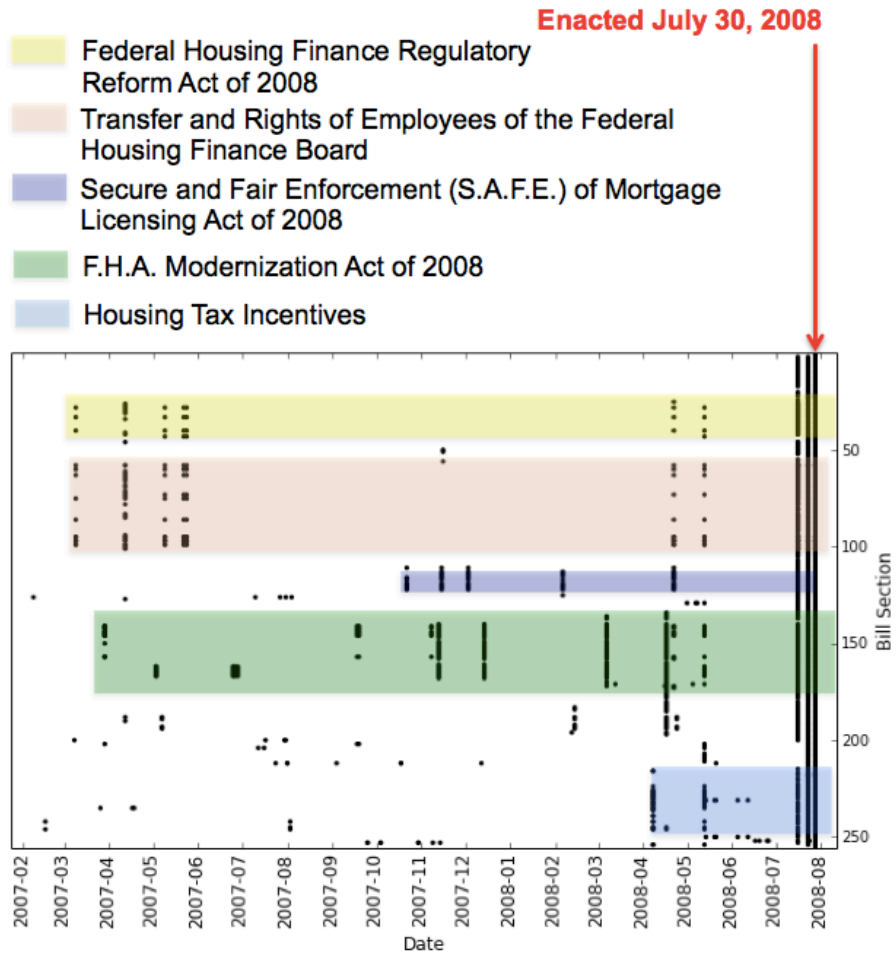 Enacted July 30, 2008
Federal Housing Finance Regulatory
Reform Act of 2008
Transfer and Rights of Employees of the Federal
Housing Finance Board
Secure and Fair Enforcement (S.A.F.E.) of Mortgage
Licensing Act of 2008
F.H.A. Modernization Act of 2008
Housing Tax Incentives
50
100
150
200
250
Bill Section
2007-02
2007-03
2007-04
2007-05
2007-06
2007-07
2007-08
2007-09
2007-10
2007-11
2007-12
2008-01
2008-02
2008-03
2008-04
2008-05
2008-06
2008-07
2008-08
Date